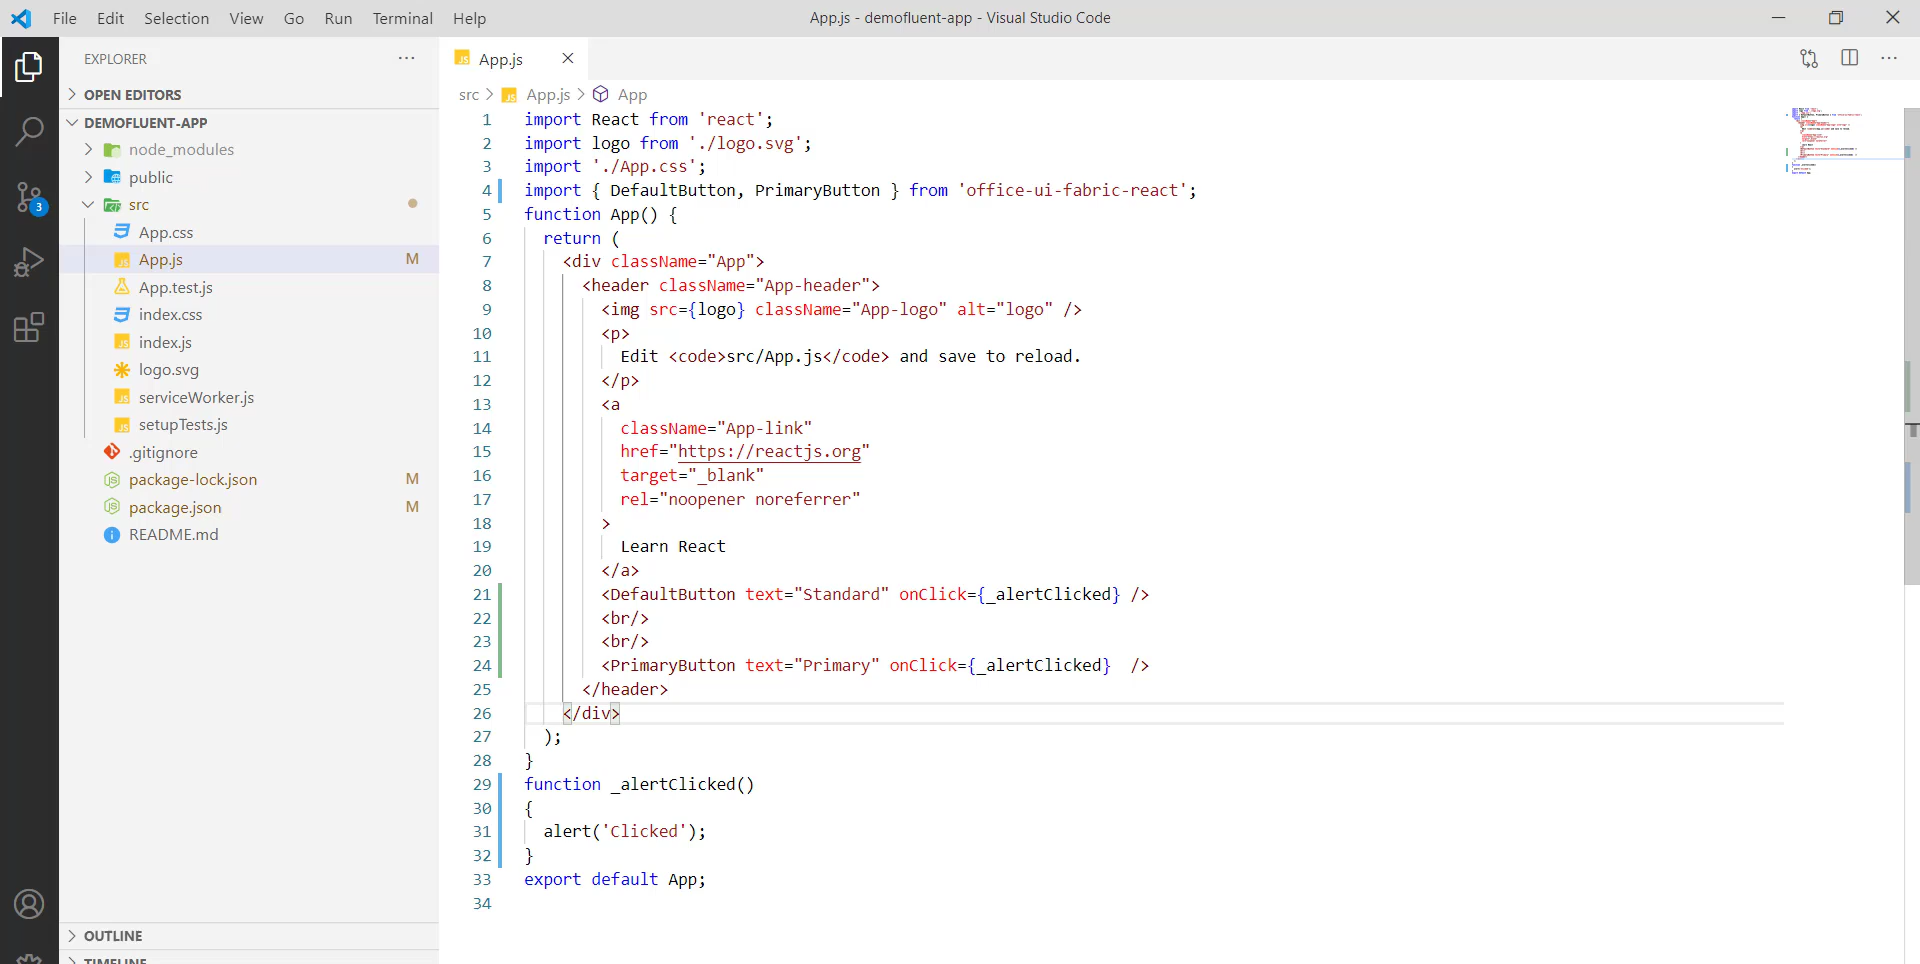 File Edit Selection View Go Run Terminal Help
App.js - demofluent-app - Visual Studio Code
EXPLORER
OPEN EDITORS
DEMOFLUENT-APP
node_modules
public
src
App.css
App.js M
App.test.js
index.css
index.js
logo.svg
serviceWorker.js
setupTests.js
.gitignore
package-lock.json M
package.json M
README.md
OUTLINE
TIMELINE
3
JS App.js
src > JS App.js > App
1 import React from 'react';
2 import logo from './logo.svg';
3 import './App.css';
4 import { DefaultButton, PrimaryButton } from 'office-ui-fabric-react';
5 function App() {
6 return (
7 <div className="App">
8 <header className="App-header">
9 <img src={logo} className="App-logo" alt="logo" />
10 <p>
11 Edit <code>src/App.js</code> and save to reload.
12 </p>
13 <a
14 className="App-link"
15 href="https://reactjs.org"
16 target="_blank"
17 rel="noopener noreferrer"
18 >
19 Learn React
20 </a>
21 <DefaultButton text="Standard" onClick={_alertClicked} />
22 <br/>
23 <br/>
24 <PrimaryButton text="Primary" onClick={_alertClicked}  />
25 </header>
26 </div>
27 );
28 }
29 function _alertClicked()
30 {
31 alert('Clicked');
32 }
33 export default App;
34